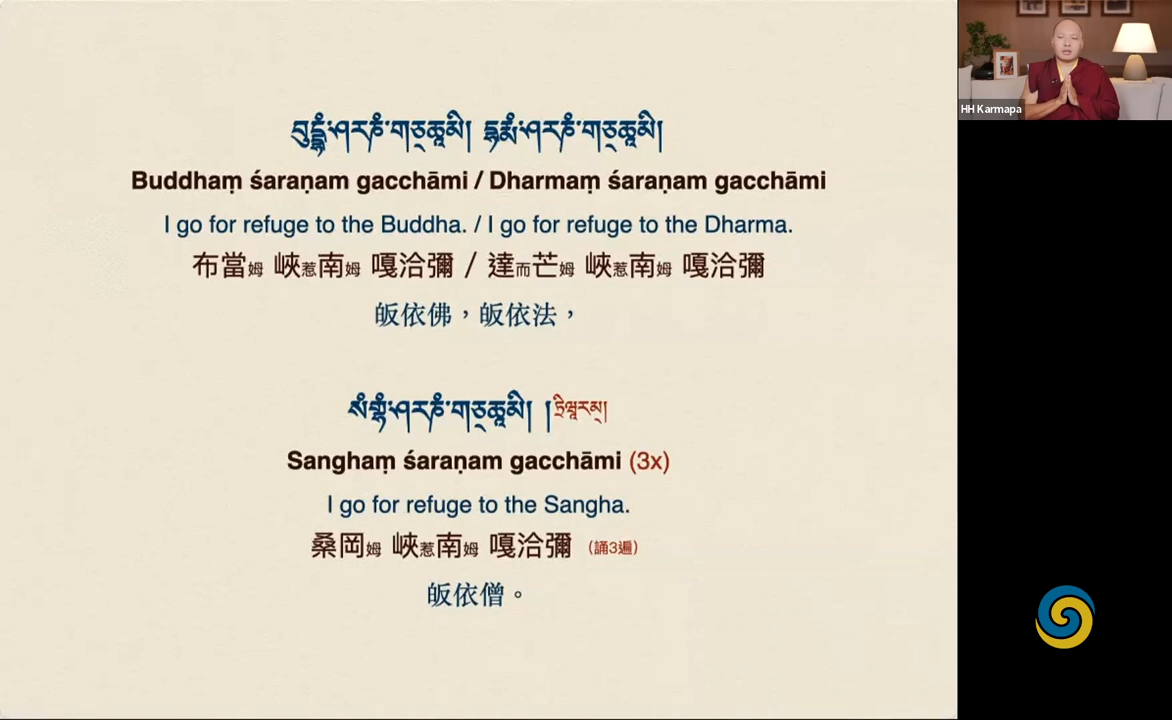 བུདྡྷཾ་ཤ་ར་ཎཾ་གཙྪཱམི། དྷརྨཾ་ཤ་ར་ཎཾ་གཙྪཱམི།
Buddhaṃ śaraṇam gacchāmi / Dharmaṃ śaraṇam gacchāmi
I go for refuge to the Buddha. / I go for refuge to the Dharma.
布當姆 峽惹南姆 嘎洽彌 / 達而芒姆 峽惹南姆 嘎洽彌
皈依佛，皈依法，
སཾགྷཾ་ཤ་ར་ཎཾ་གཙྪཱམི། །
Sanghaṃ śaraṇam gacchāmi (3x)
I go for refuge to the Sangha.
桑岡姆 峽惹南姆 嘎洽彌 （誦3遍）
皈依僧。
HH Karmapa